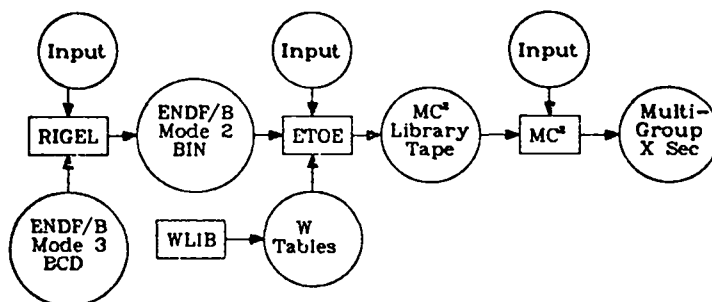 Input
Input
Input
RIGEL
ENDF/B
Mode 2
BIN
ETOE
MC²
Library
Tape
MC²
Multi-
Group
X Sec
ENDF/B
Mode 3
BCD
WLIB
W
Tables